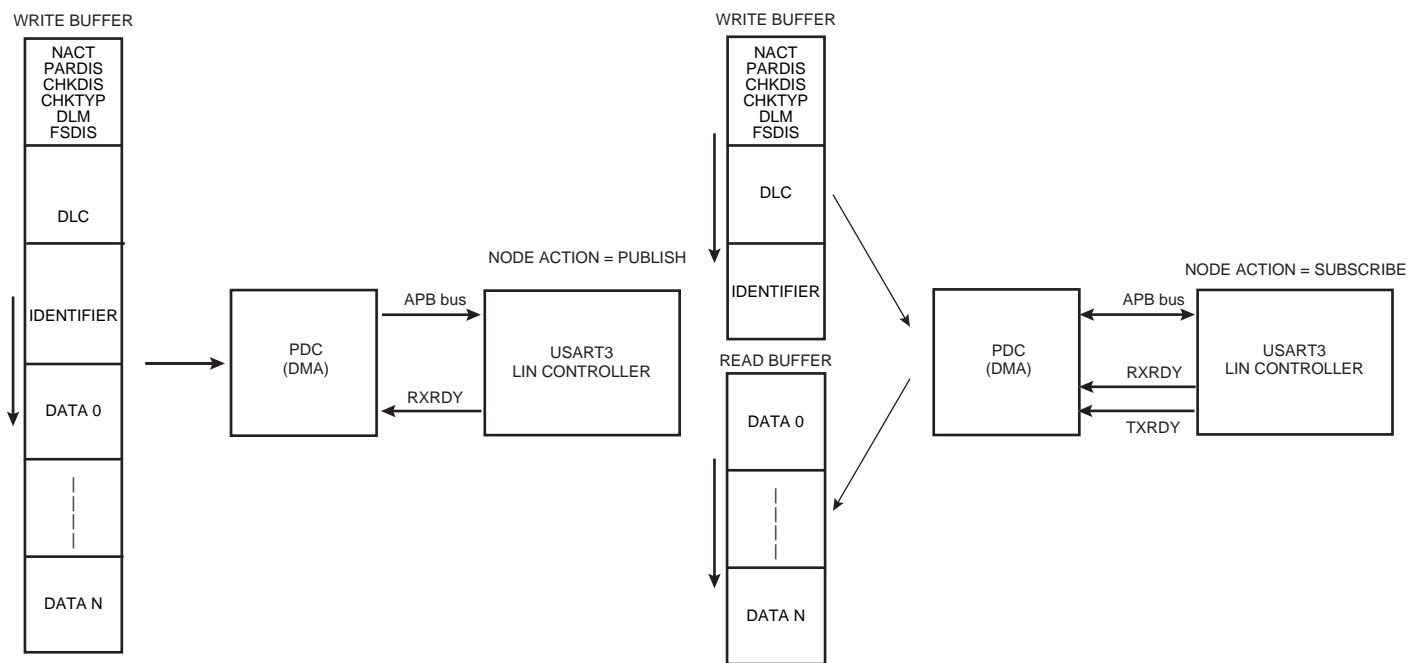 WRITE BUFFER
NACT
PARDIS
CHKDIS
CHKTYP
DLM
FSDIS
DLC
IDENTIFIER
DATA 0
DATA N
NODE ACTION = PUBLISH
PDC
(DMA)
APB bus
RXRDY
USART3
LIN CONTROLLER
WRITE BUFFER
NACT
PARDIS
CHKDIS
CHKTYP
DLM
FSDIS
DLC
IDENTIFIER
READ BUFFER
DATA 0
DATA N
NODE ACTION = SUBSCRIBE
PDC
(DMA)
APB bus
RXRDY
TXRDY
USART3
LIN CONTROLLER